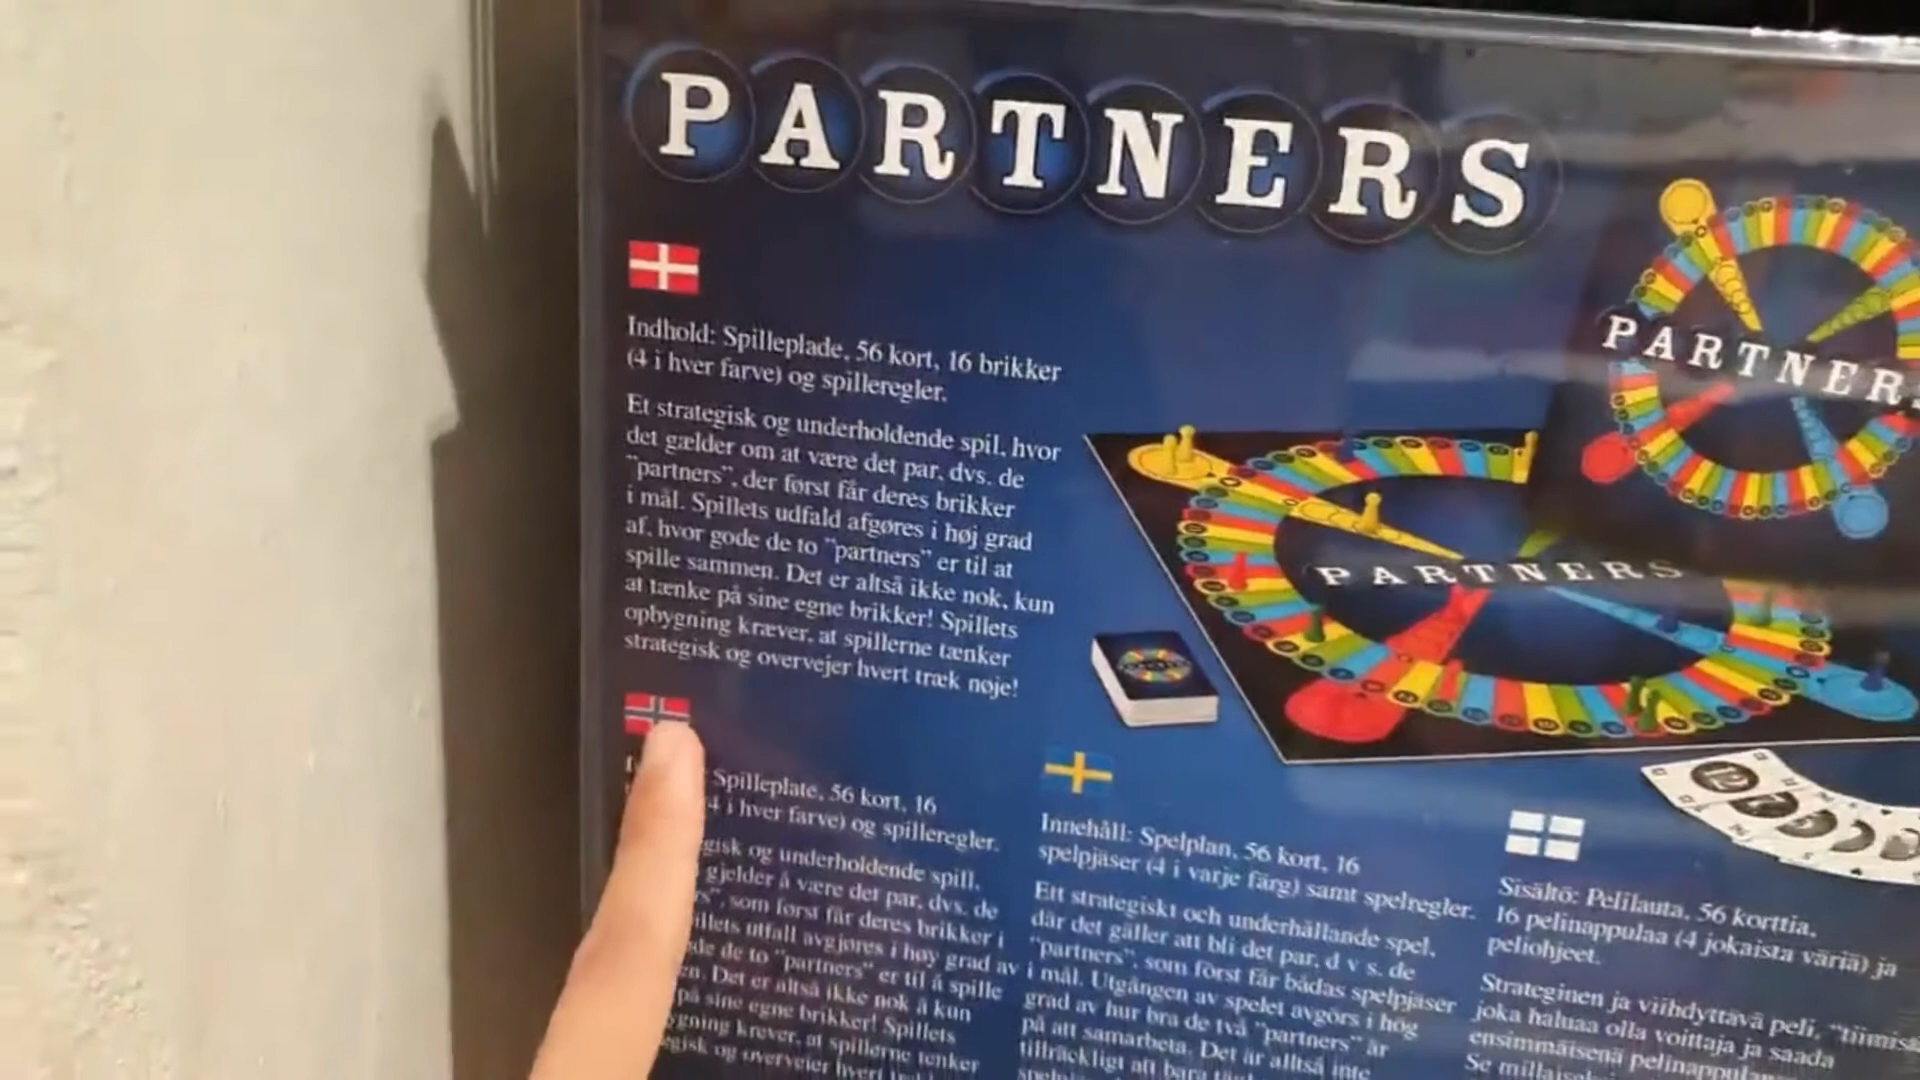 PARTNERS
Indhold: Spilleplade, 56 kort, 16 brikker
(4 i hver farve) og spilleregler.
Et strategisk og underholdende spil, hvor
det gælder om at være det par, dvs. de
"partners", der først får deres brikker
i mål. Spillets udfald afgøres i høj grad
af, hvor gode de to "partners" er til at
spille sammen. Det er altså ikke nok, kun
at tænke på sine egne brikker! Spillets
opbygning kræver, at spillerne tænker
strategisk og overvejer hvert træk nøje!
PARTNERS
PARTNERS
Spilleplate, 56 kort, 16
4 i hver farve) og spilleregler.
og underholdende spill,
gjelder å være det par, dvs. de
som først får deres brikker i
utfall avgjøres i høy grad av
de to "partners" er til å spille
Det er altså ikke nok å kun
på sine egne brikker! Spillets
krever, at spillerne tenker
og overveier hvert
Innehåll: Spelplan, 56 kort, 16
spelpjäser (4 i varje färg) samt spelregler.
Ett strategiskt och underhållande spel,
där det gäller att bli det par, d v s. de
"partners", som först får bådas spelpjäser
i mål. Utgången av spelet avgörs i hög
grad av hur bra de två "partners" är
på att samarbeta. Det är alltså inte
tillräckligt att bara
Sisältö: Pelilauta, 56 korttia,
16 pelinappulaa (4 jokaista väriä) ja
peliohjeet.
Strateginen ja viihdyttävä peli,
joka haluaa olla voittaja ja saada
ensimmäisenä
Se